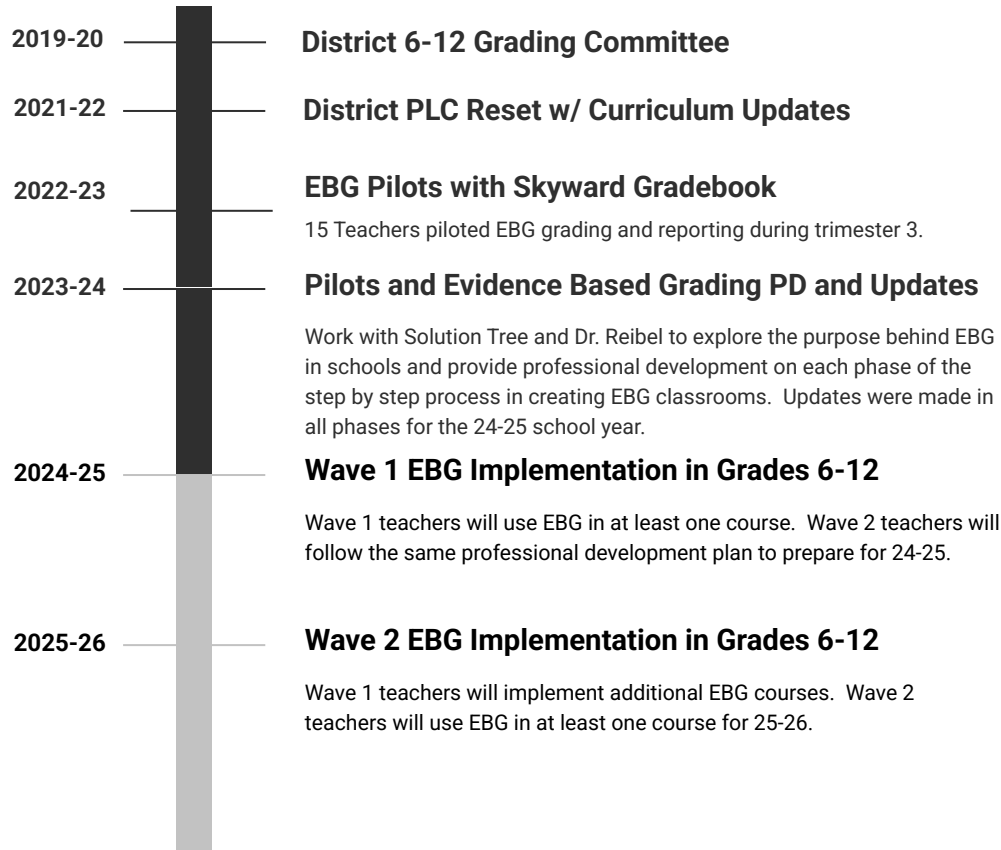 2019-20
District 6-12 Grading Committee
2021-22
District PLC Reset w/ Curriculum Updates
2022-23
EBG Pilots with Skyward Gradebook
15 Teachers piloted EBG grading and reporting during trimester 3.
2023-24
Pilots and Evidence Based Grading PD and Updates
Work with Solution Tree and Dr. Reibel to explore the purpose behind EBG
in schools and provide professional development on each phase of the
step by step process in creating EBG classrooms.  Updates were made in
all phases for the 24-25 school year.
2024-25
Wave 1 EBG Implementation in Grades 6-12
Wave 1 teachers will use EBG in at least one course.  Wave 2 teachers will
follow the same professional development plan to prepare for 24-25.
2025-26
Wave 2 EBG Implementation in Grades 6-12
Wave 1 teachers will implement additional EBG courses.  Wave 2
teachers will use EBG in at least one course for 25-26.